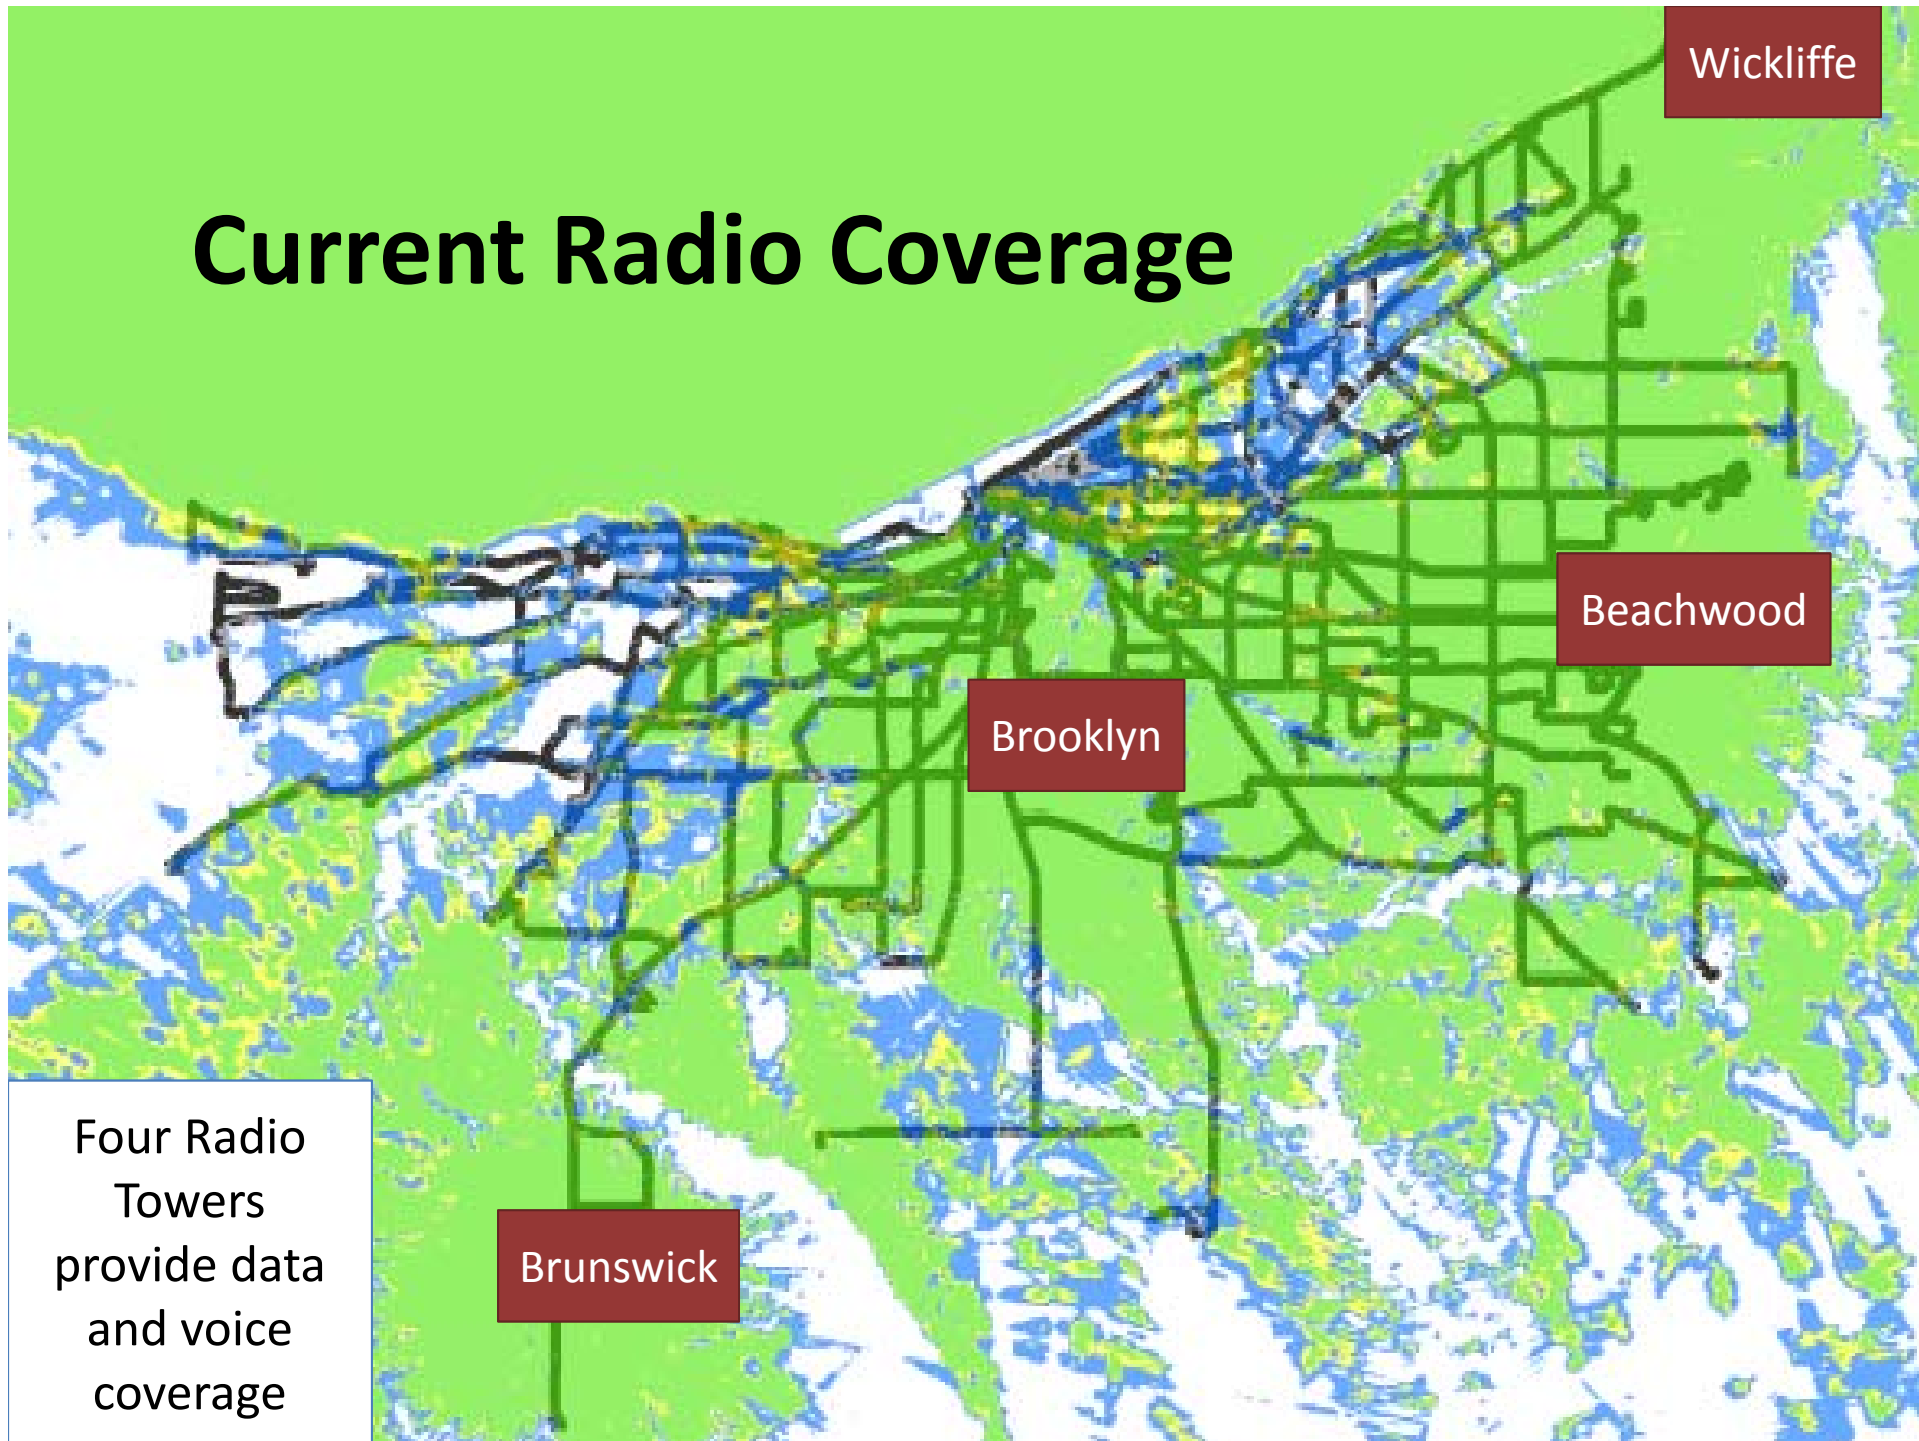 Wickliffe
Current Radio Coverage
Beachwood
Brooklyn
Four Radio
Towers
provide data
and voice
coverage
Brunswick